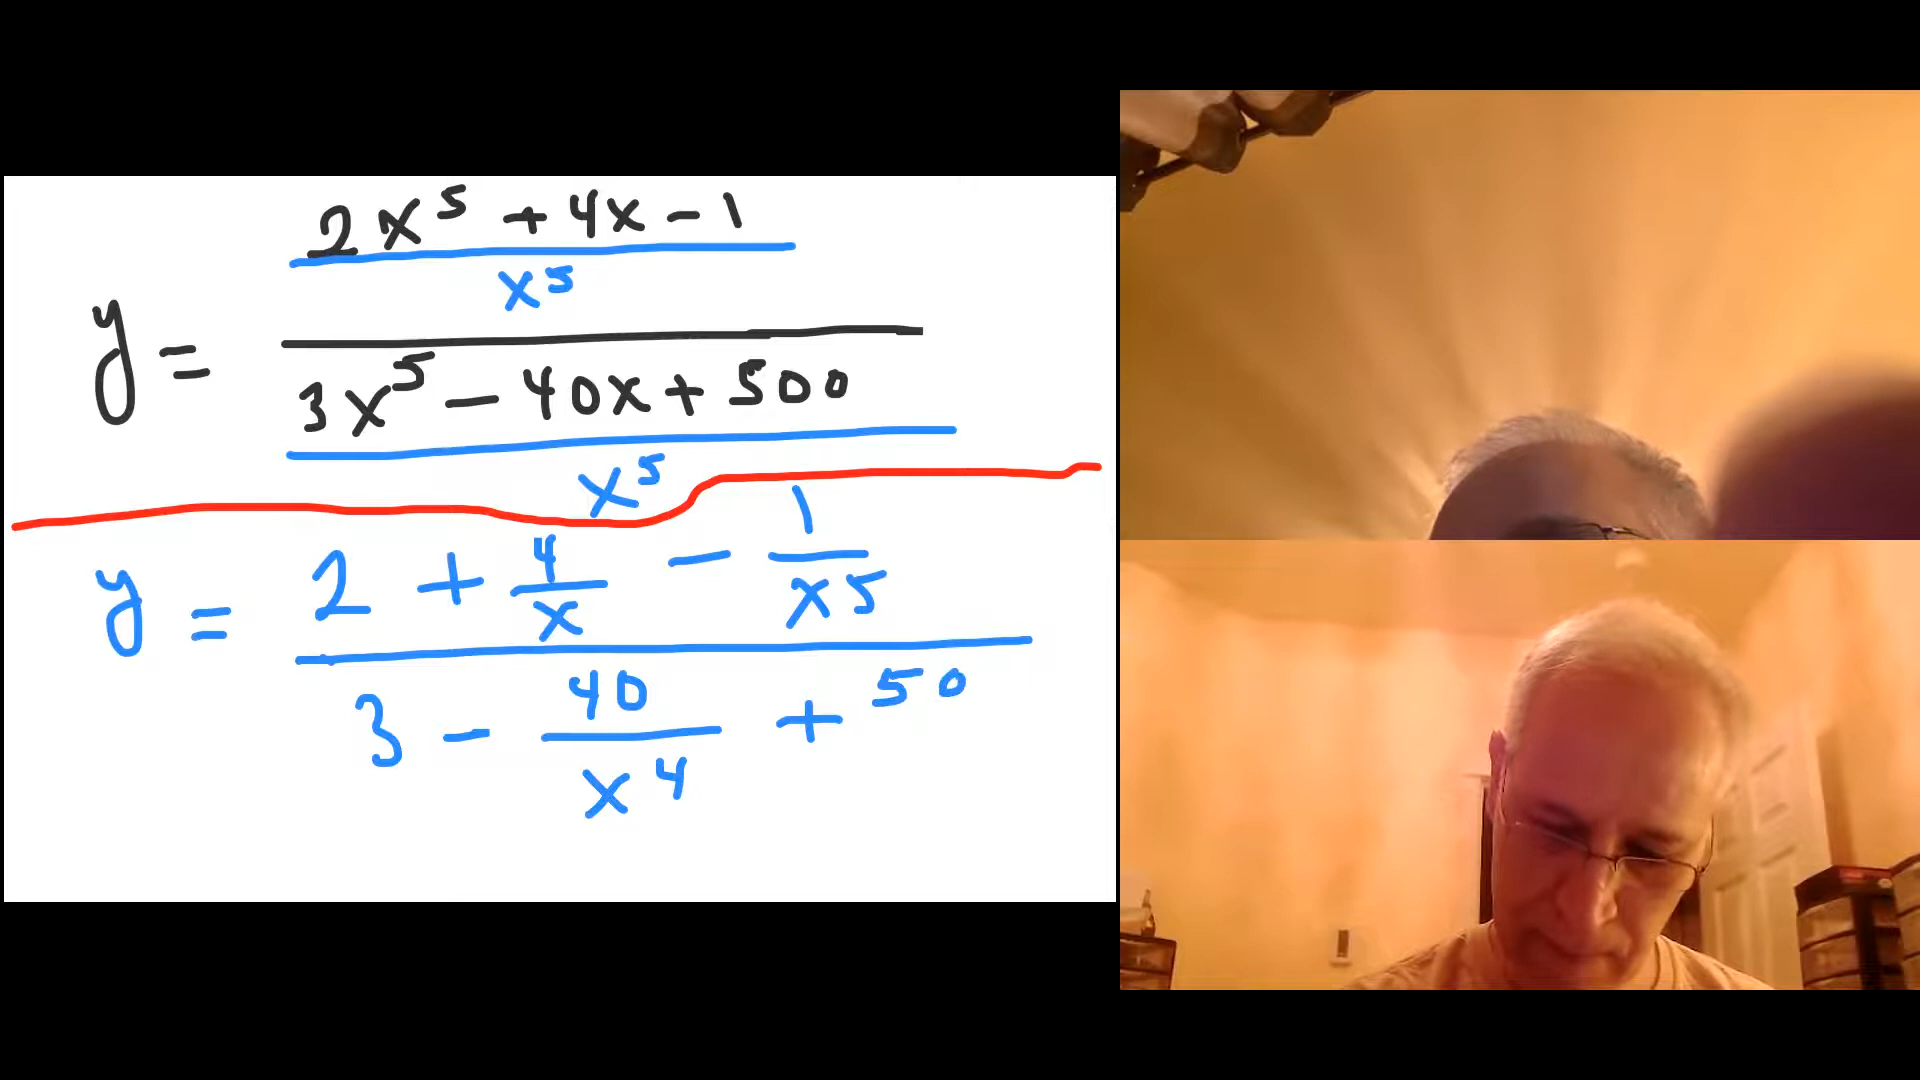 2x⁵ + 4x - 1
x⁵
y =
3x⁵ - 40x + 500
x⁵
y = 2 + 4/x - 1/x5
3 - 40/x⁴ + 50